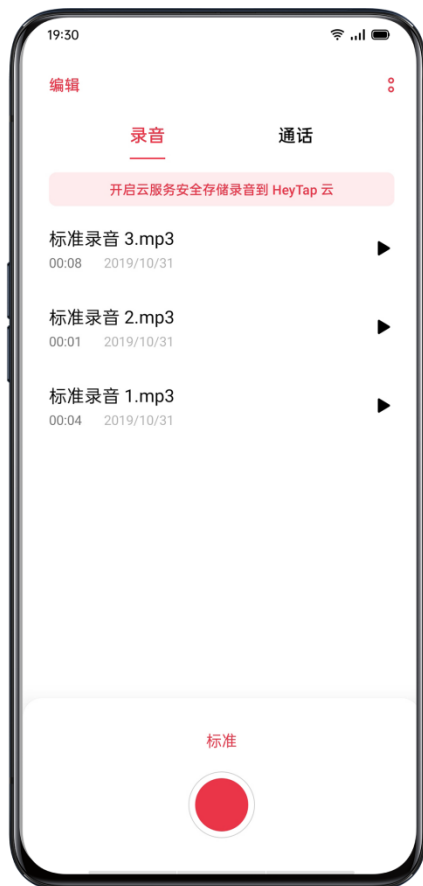 19:30
编辑
录音 通话
开启云服务安全存储录音到 HeyTap 云
标准录音 3.mp3
00:08 2019/10/31
标准录音 2.mp3
00:01 2019/10/31
标准录音 1.mp3
00:04 2019/10/31
标准